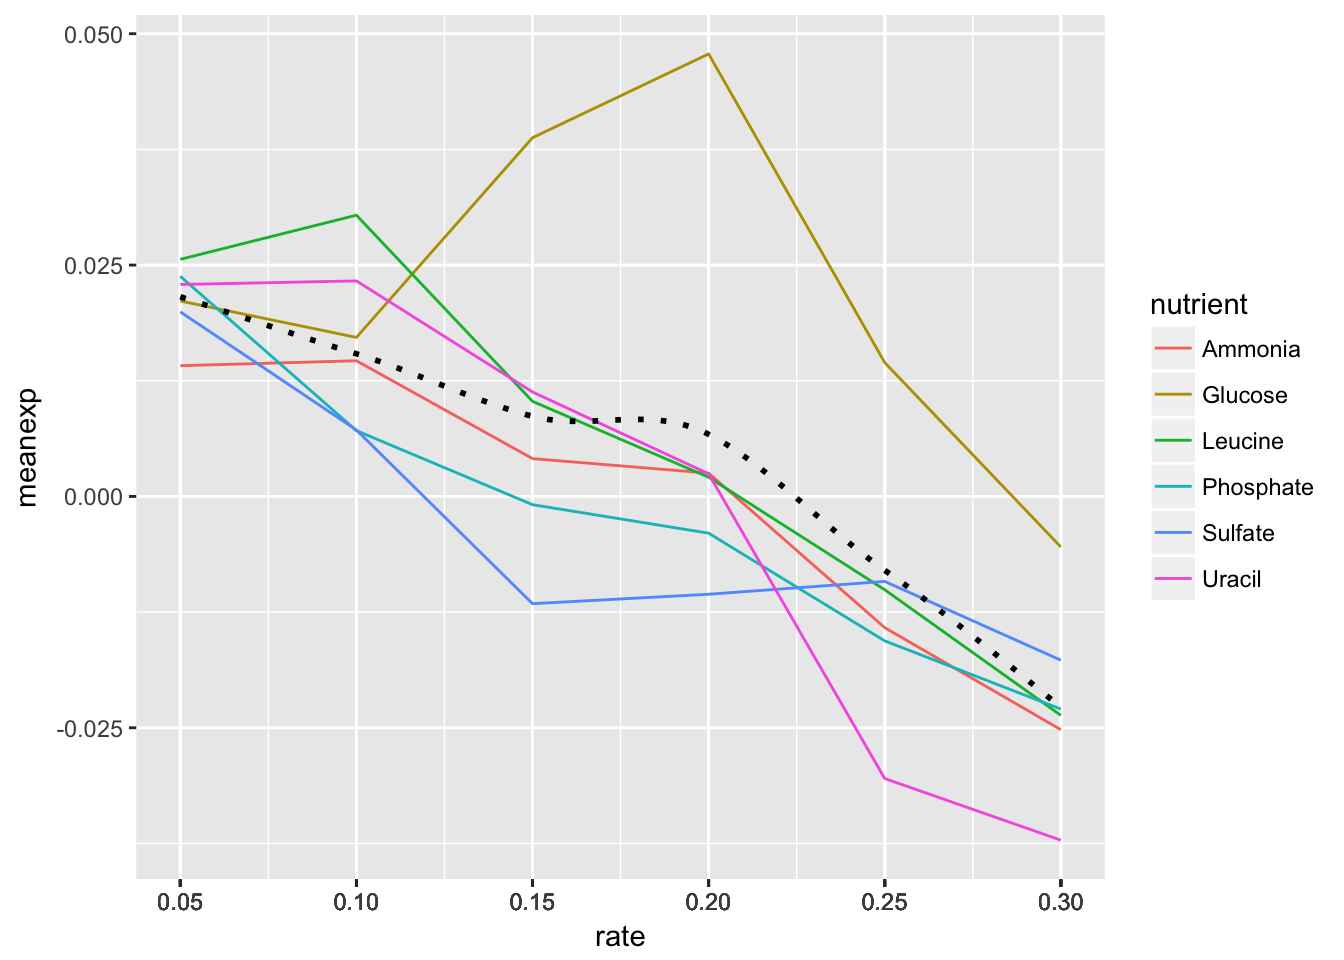 0.050
0.025
0.000
-0.025
meanexp
0.05 0.10 0.15 0.20 0.25 0.30
rate
nutrient
Ammonia
Glucose
Leucine
Phosphate
Sulfate
Uracil